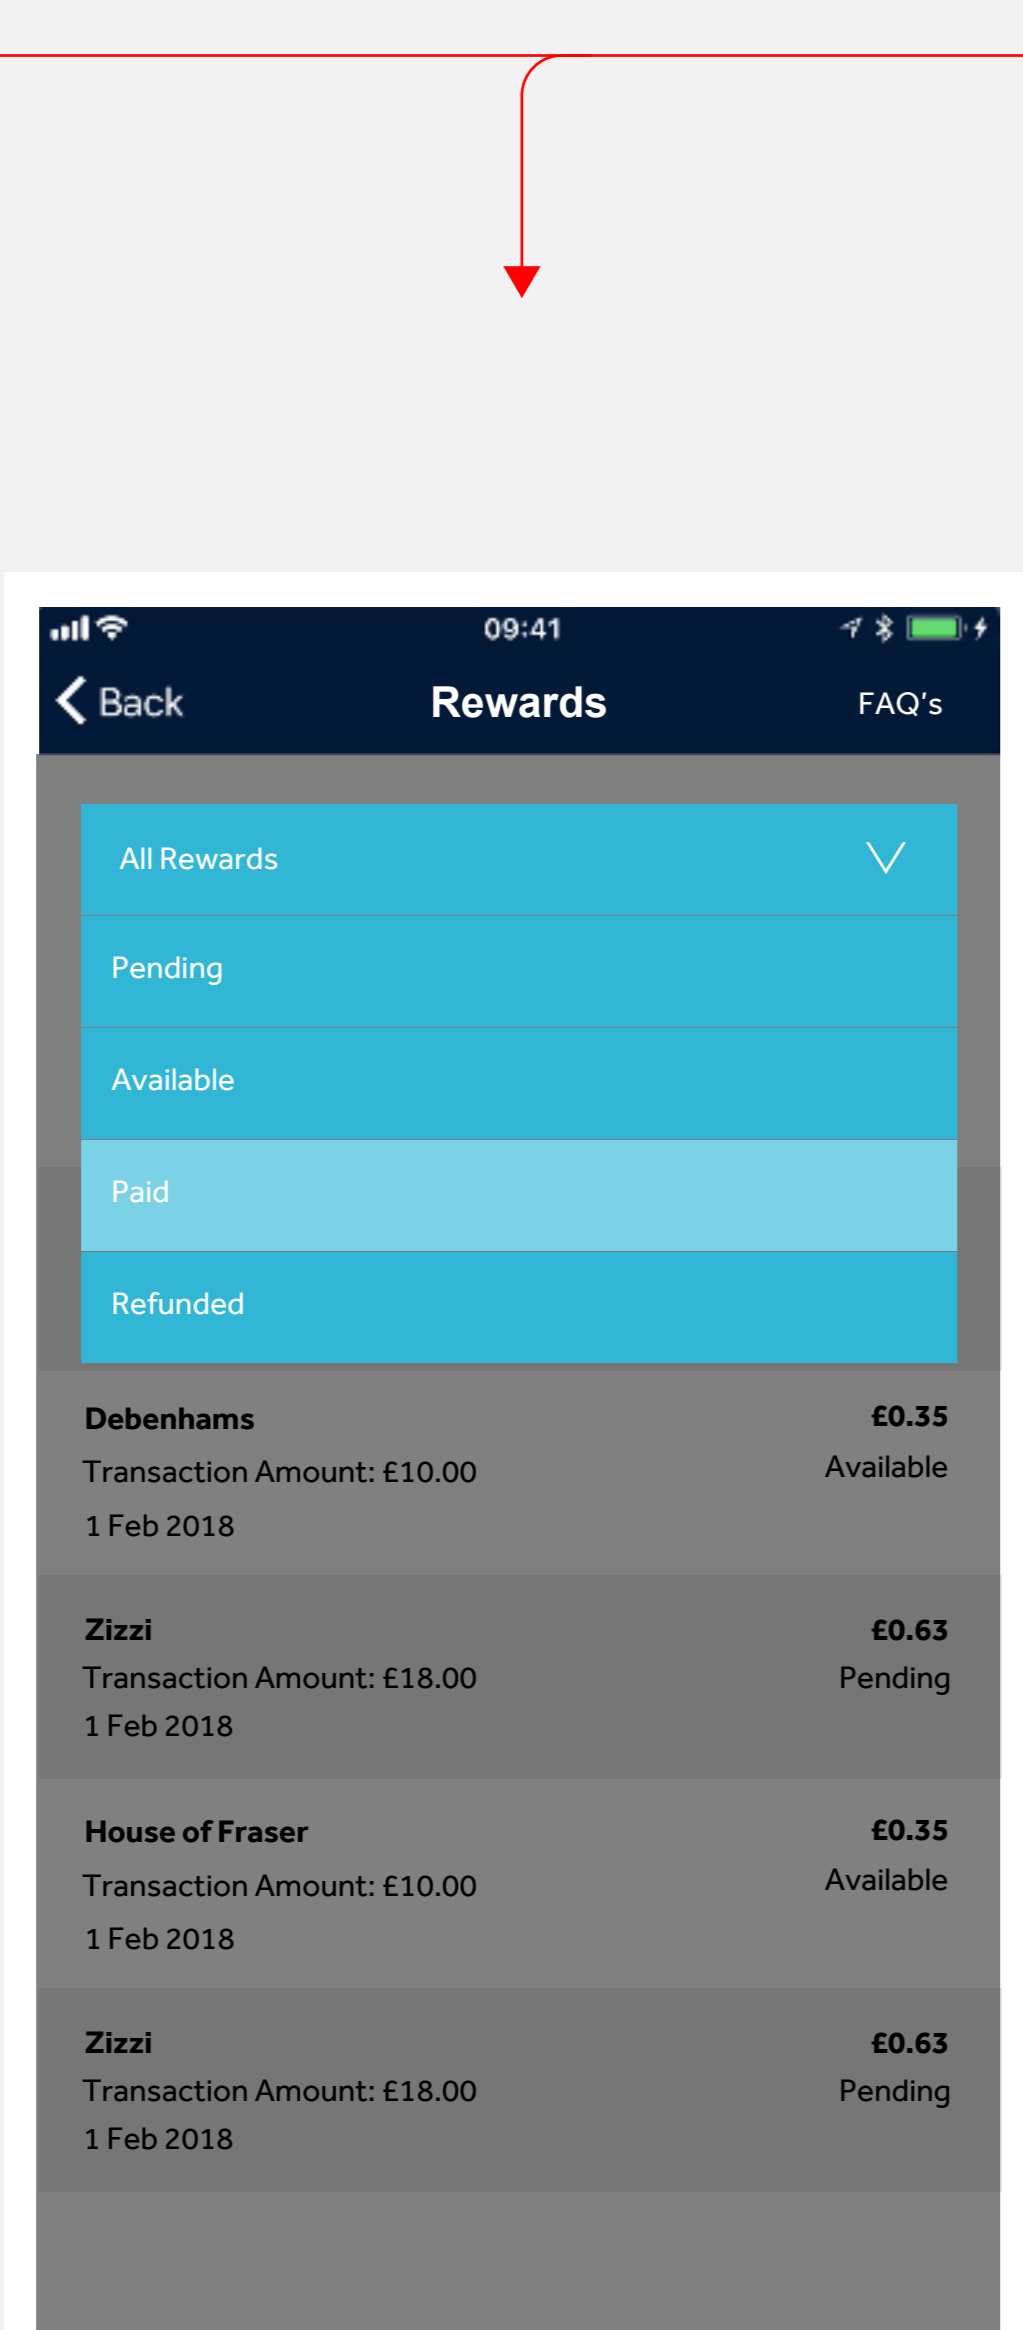 09:41
Back Rewards FAQ's
All Rewards
Pending
Available
Paid
Refunded
Debenhams £0.35
Transaction Amount: £10.00 Available
1 Feb 2018
Zizzi £0.63
Transaction Amount: £18.00 Pending
1 Feb 2018
House of Fraser £0.35
Transaction Amount: £10.00 Available
1 Feb 2018
Zizzi £0.63
Transaction Amount: £18.00 Pending
1 Feb 2018